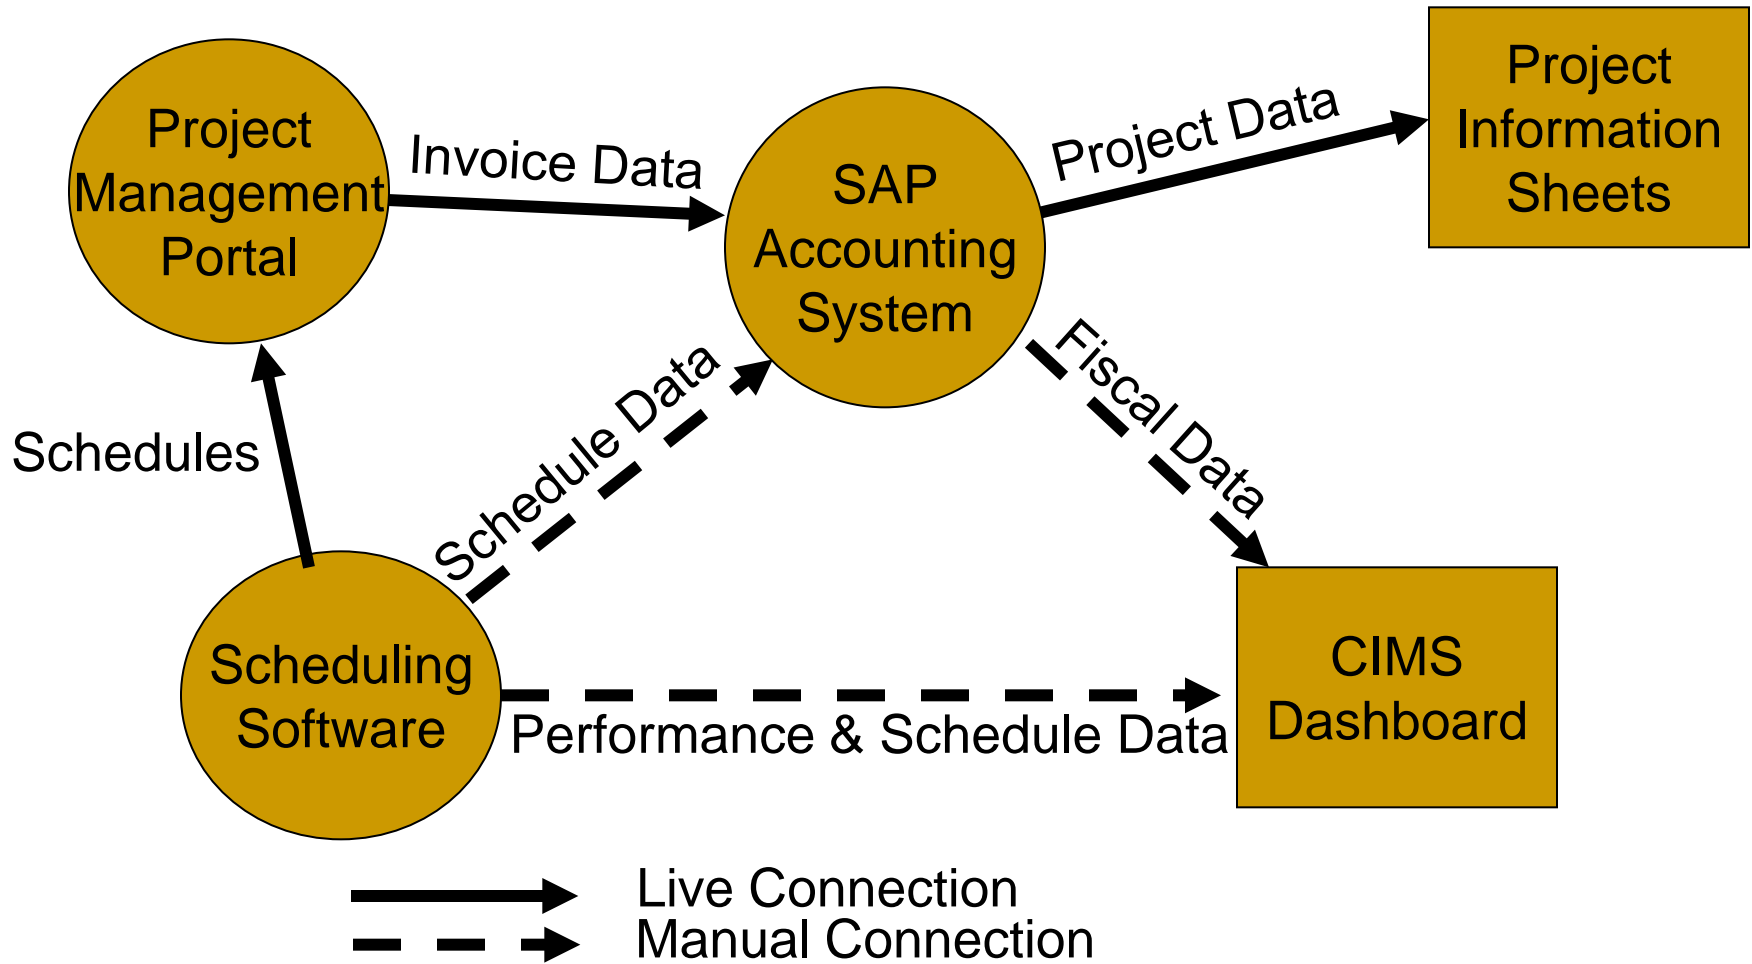 Project
Management
Portal
Invoice Data
SAP
Accounting
System
Project Data
Project
Information
Sheets
Schedules
Schedule Data
Fiscal Data
Scheduling
Software
Performance & Schedule Data
CIMS
Dashboard
Live Connection
Manual Connection